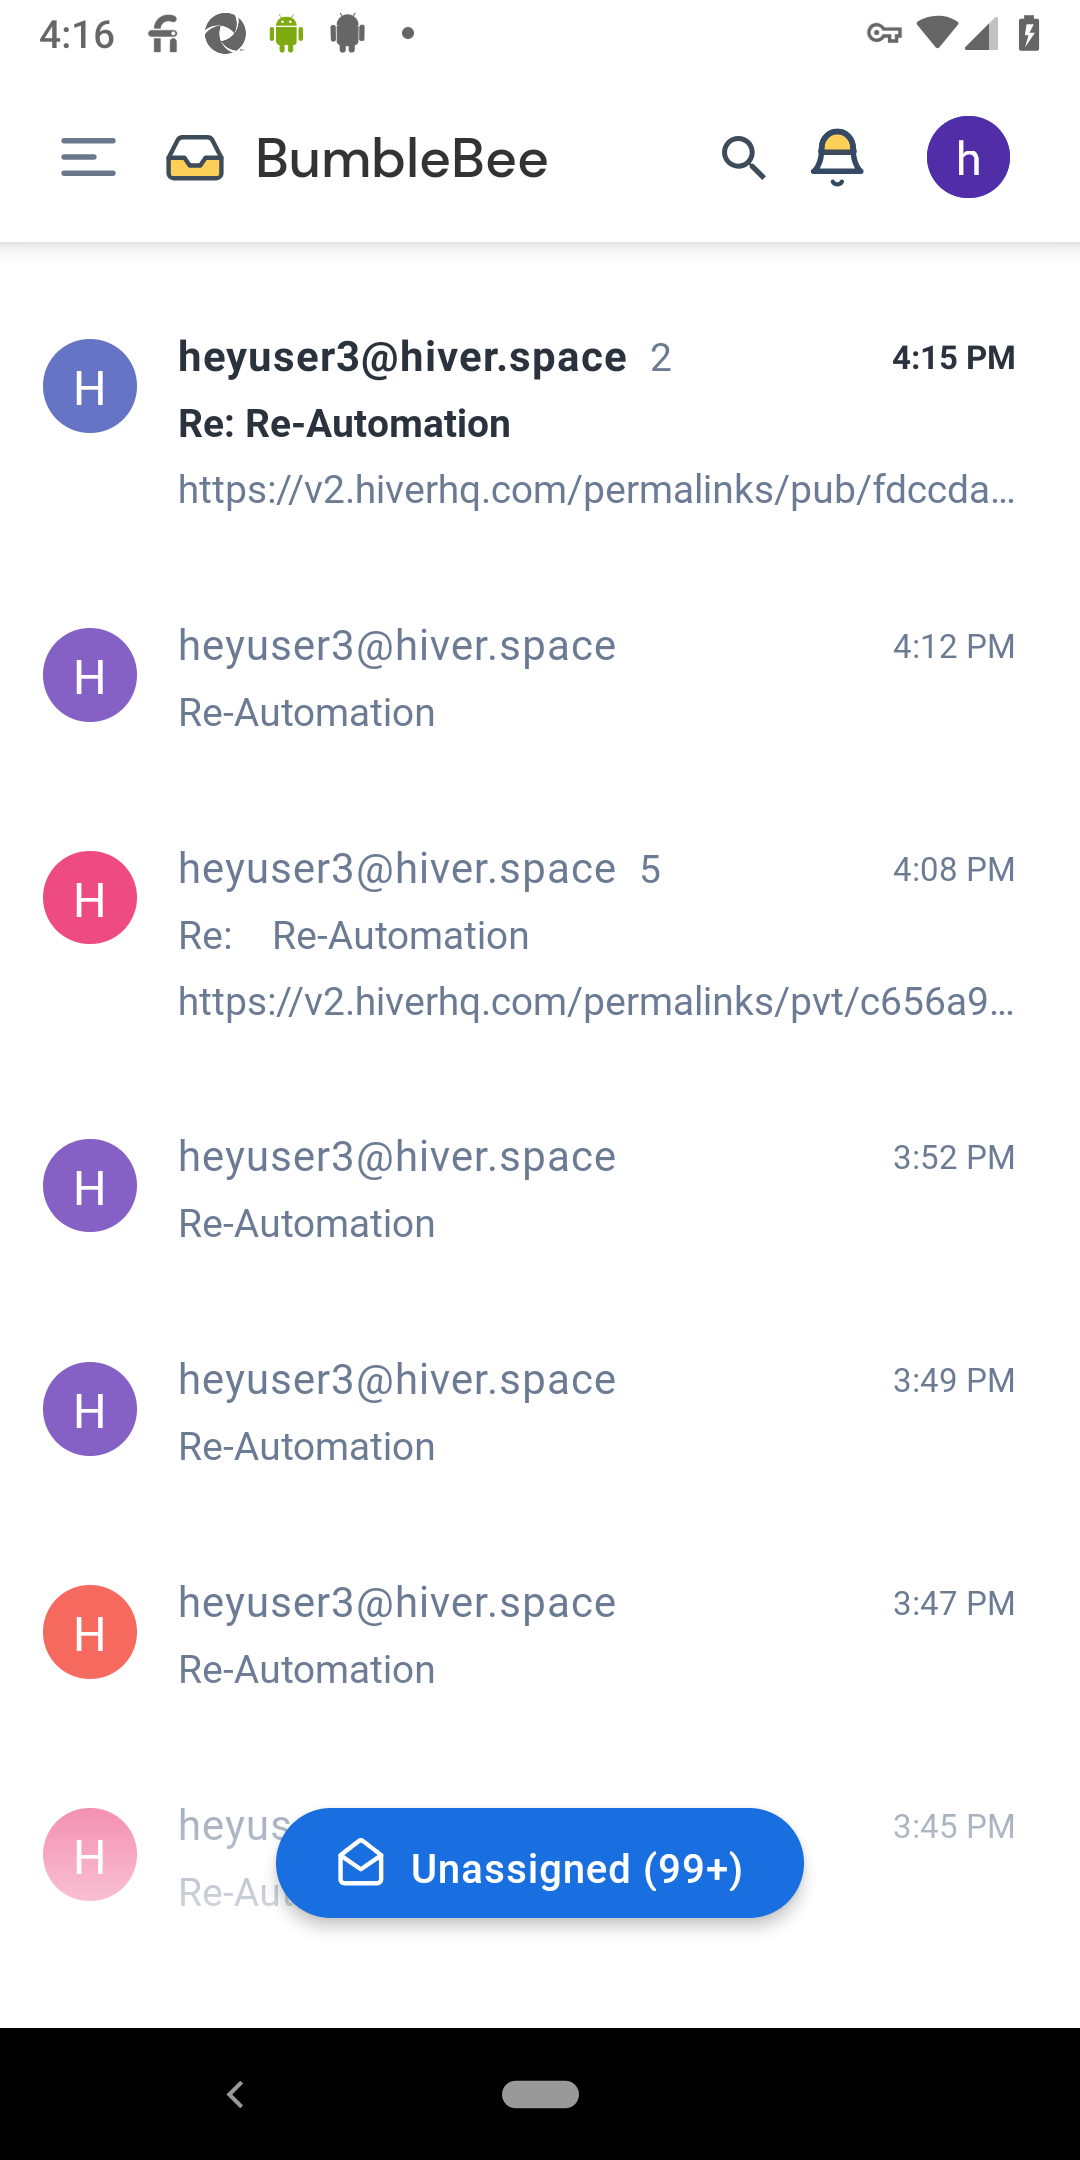 4:16
BumbleBee
h
H
heyuser3@hiver.space 2 4:15 PM
Re: Re-Automation
https://v2.hiverhq.com/permalinks/pub/fdccda...
H
heyuser3@hiver.space 4:12 PM
Re-Automation
H
heyuser3@hiver.space 5 4:08 PM
Re: Re-Automation
https://v2.hiverhq.com/permalinks/pvt/c656a9...
H
heyuser3@hiver.space 3:52 PM
Re-Automation
H
heyuser3@hiver.space 3:49 PM
Re-Automation
H
heyuser3@hiver.space 3:47 PM
Re-Automation
H
heyus 3:45 PM
Re-Aut
Unassigned (99+)